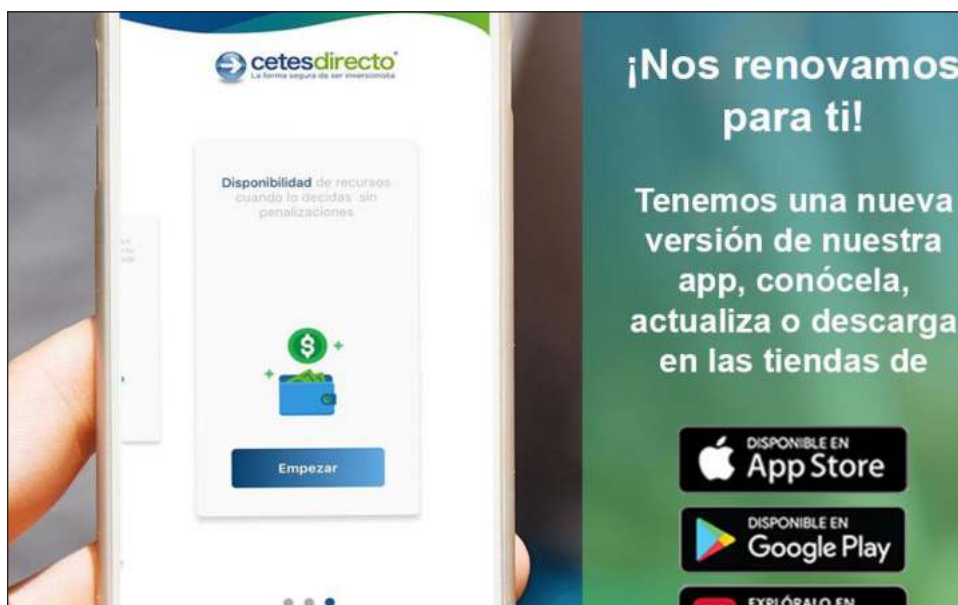 cetesdirecto
La forma segura de ser inversionista
Disponibilidad de recursos
cuando lo decidas sin
penalizaciones
Empezar
¡Nos renovamos
para ti!
Tenemos una nueva
versión de nuestra
app, conócela,
actualiza o descarga
en las tiendas de
DISPONIBLE EN
App Store
DISPONIBLE EN
Google Play
EXPLÓRALO EN